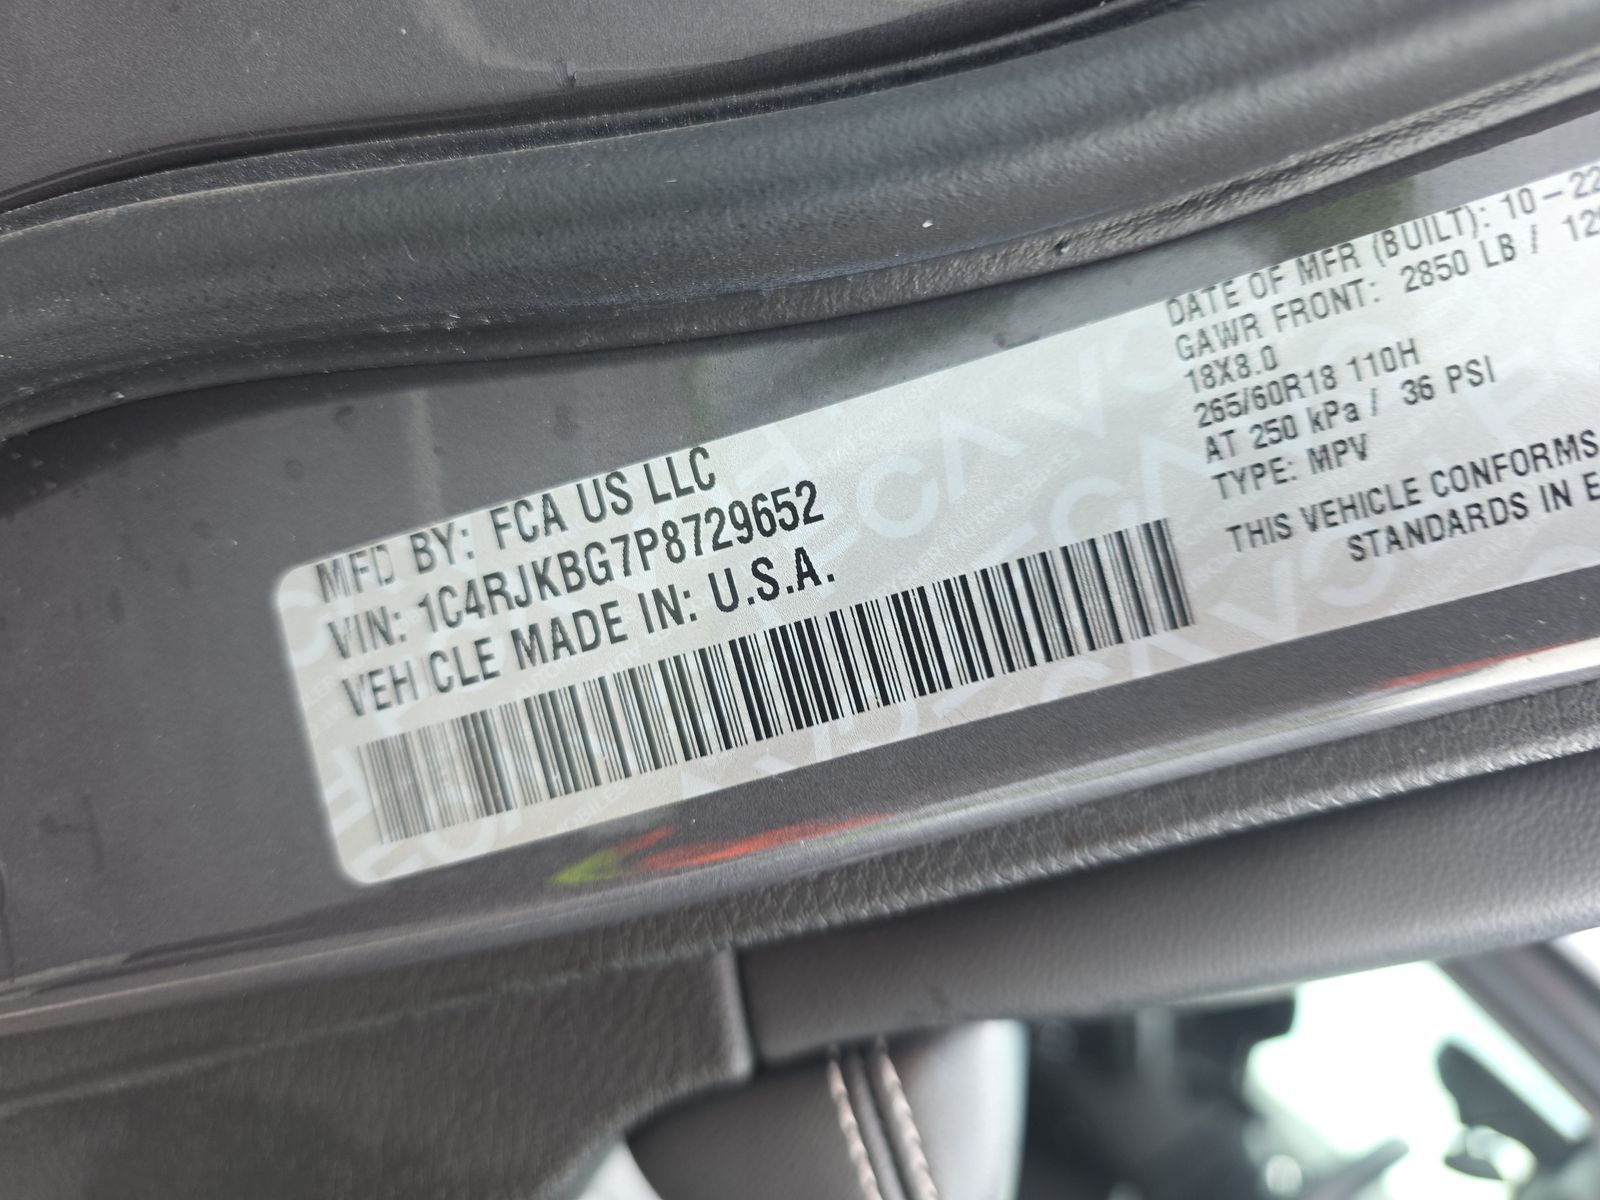 MFD BY: FCA US LLC
VIN: 1C4RJKBG7P8729652
VEHICLE MADE IN: U.S.A.
DATE OF MFR (BUILT): 10-22
GAWR FRONT: 2850 LB /
18X8.0
265/60R18 110H
AT 250 kPa / 36 PSI
TYPE: MPV
THIS VEHICLE CONFORMS
STANDARDS IN